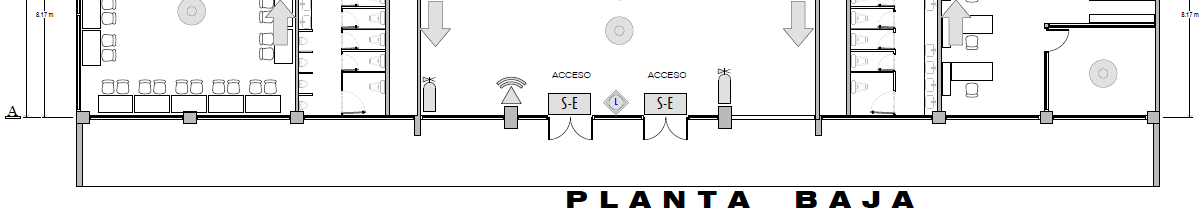 8.17 m
8.17 m
ACCESO
ACCESO
S-E
L
S-E
A
PLANTA BAJA